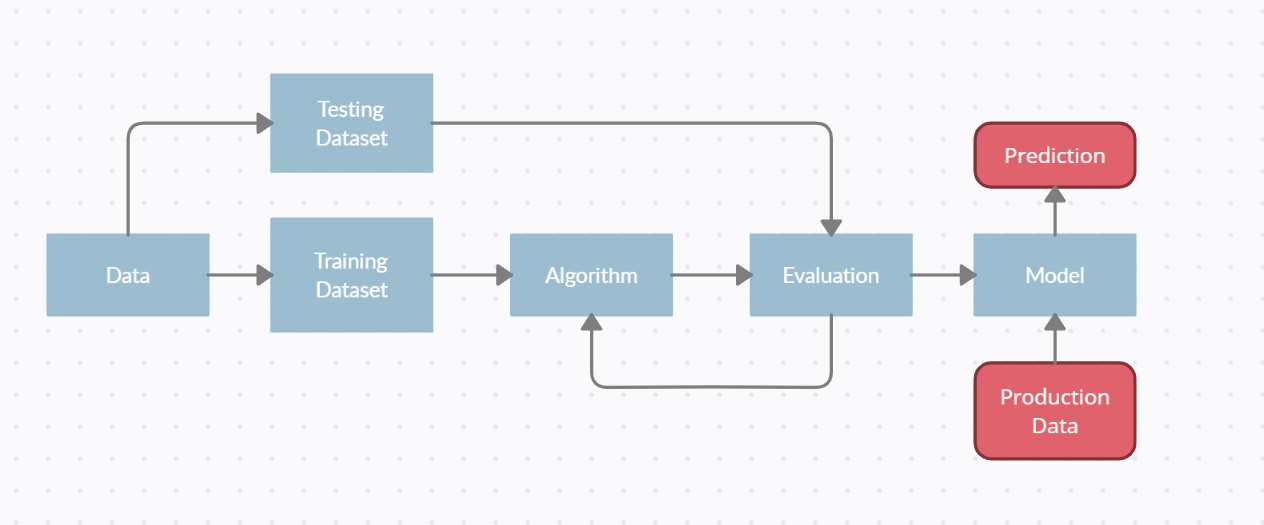 Testing
Dataset
Prediction
Data
Training
Dataset
Algorithm
Evaluation
Model
Production
Data